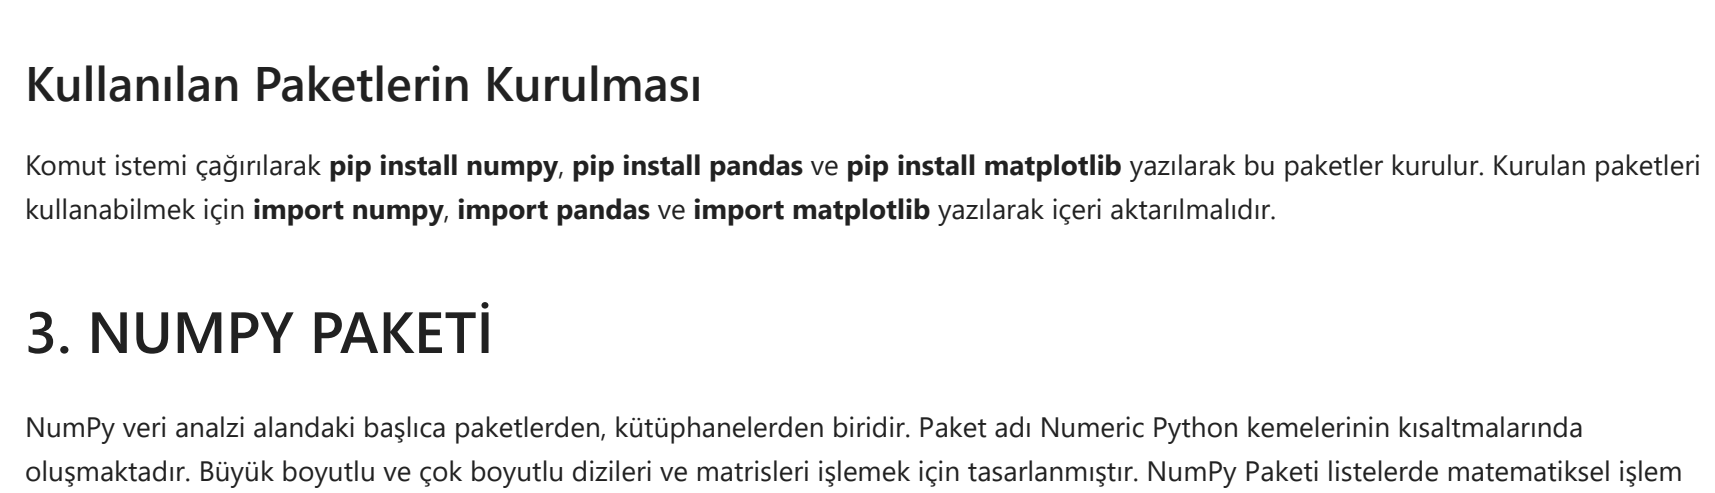 Kullanılan Paketlerin Kurulması
Komut istemi çağırılarak pip install numpy, pip install pandas ve pip install matplotlib yazılarak bu paketler kurulur. Kurulan paketleri
kullanabilmek için import numpy, import pandas ve import matplotlib yazılarak içeri aktarılmalıdır.
3. NUMPY PAKETİ
NumPy veri analzi alandaki başlıca paketlerden, kütüphanelerden biridir. Paket adı Numeric Python kemelerinin kısaltmalarında
oluşmaktadır. Büyük boyutlu ve çok boyutlu dizileri ve matrisleri işlemek için tasarlanmıştır. NumPy Paketi listelerde matematiksel işlem